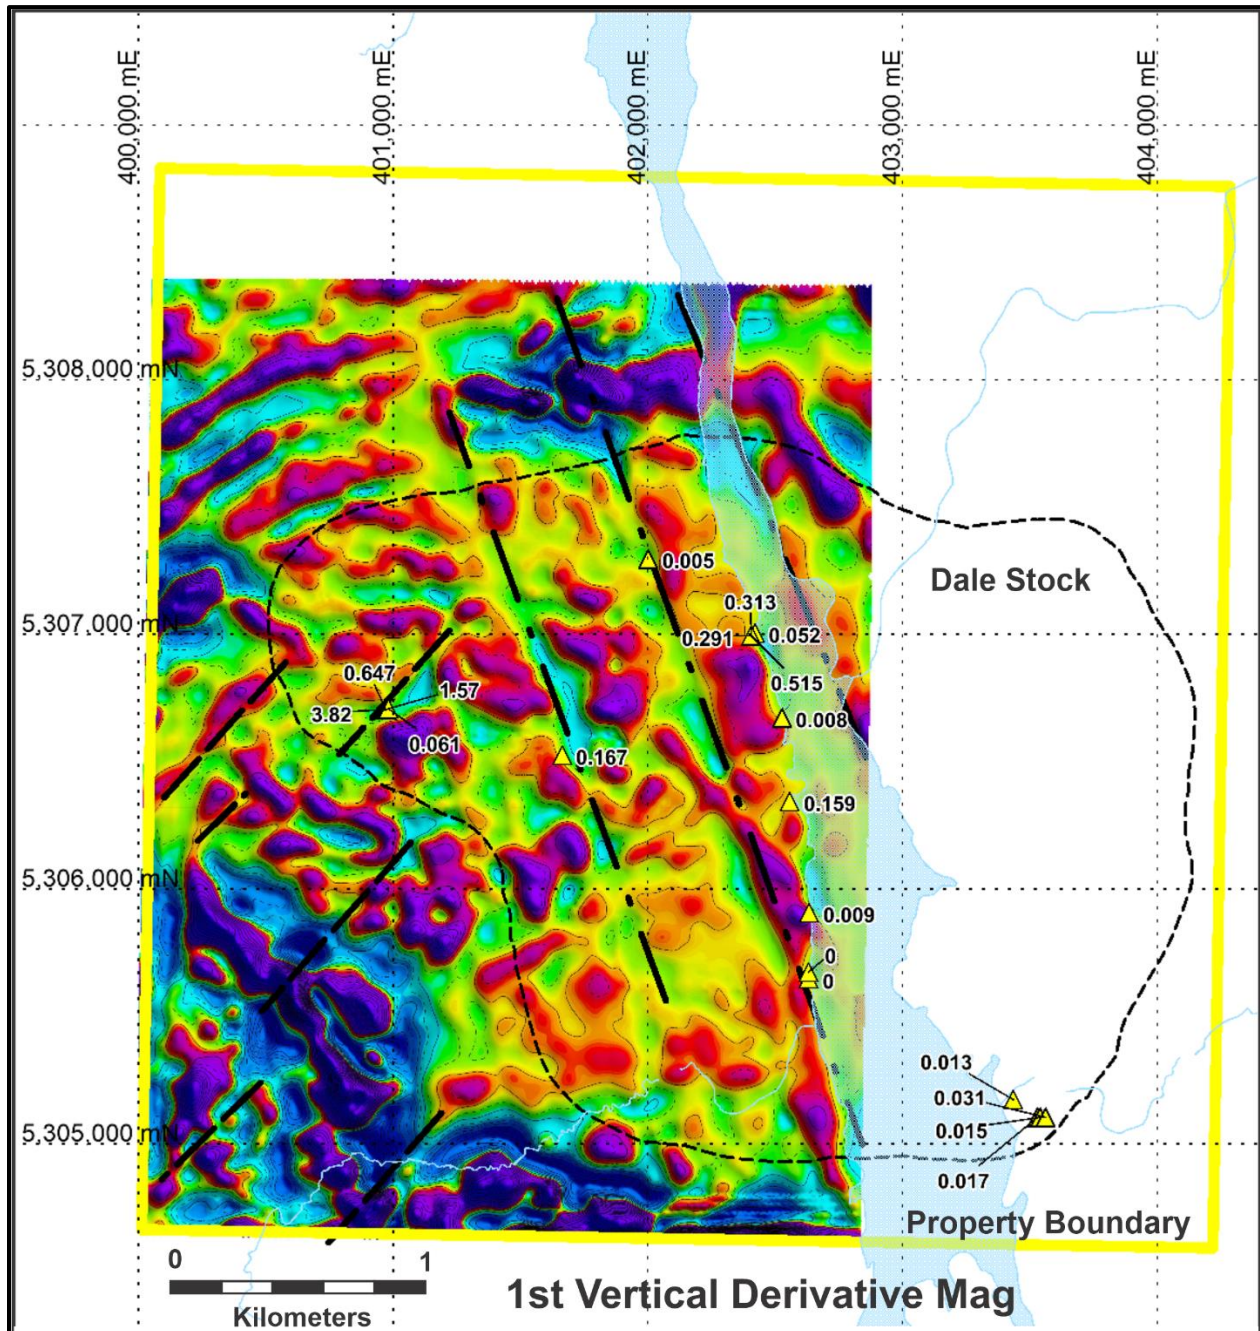 400,000 mE
401,000 mE
402,000 mE
403,000 mE
404,000 mE
5,308,000 mN
0.005
Dale Stock
0.313
5,307,000 mN
0.291
0.052
0.647
1.57
0.515
3.82
0.008
0.061
0.167
0.159
5,306,000 mN
0.009
0
0
0.013
0.031
5,305,000 mN
0.015
0.017
Property Boundary
0 1
1st Vertical Derivative Mag
Kilometers